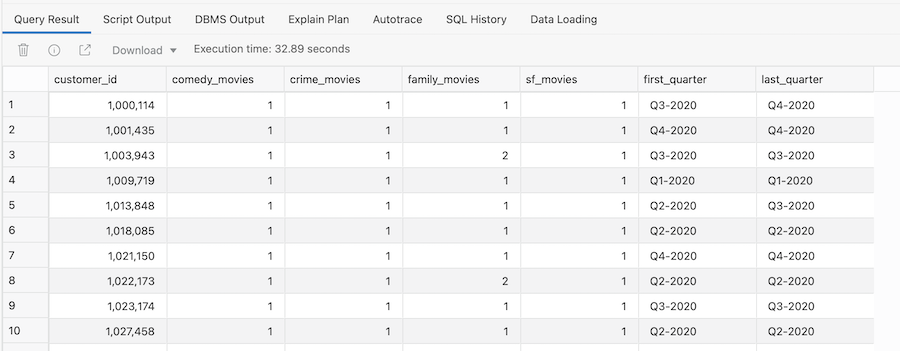 Query Result Script Output DBMS Output Explain Plan Autotrace SQL History Data Loading
Download Execution time: 32.89 seconds
customer_id comedy_movies crime_movies family_movies sf_movies first_quarter last_quarter
1 1,000,114 1 1 1 1 Q3-2020 Q4-2020
2 1,001,435 1 1 1 1 Q4-2020 Q4-2020
3 1,003,943 1 1 2 1 Q3-2020 Q3-2020
4 1,009,719 1 1 1 1 Q1-2020 Q1-2020
5 1,013,848 1 1 1 1 Q2-2020 Q3-2020
6 1,018,085 1 1 1 1 Q2-2020 Q2-2020
7 1,021,150 1 1 1 1 Q4-2020 Q4-2020
8 1,022,173 1 1 2 1 Q2-2020 Q2-2020
9 1,023,174 1 1 1 1 Q3-2020 Q3-2020
10 1,027,458 1 1 1 1 Q2-2020 Q2-2020